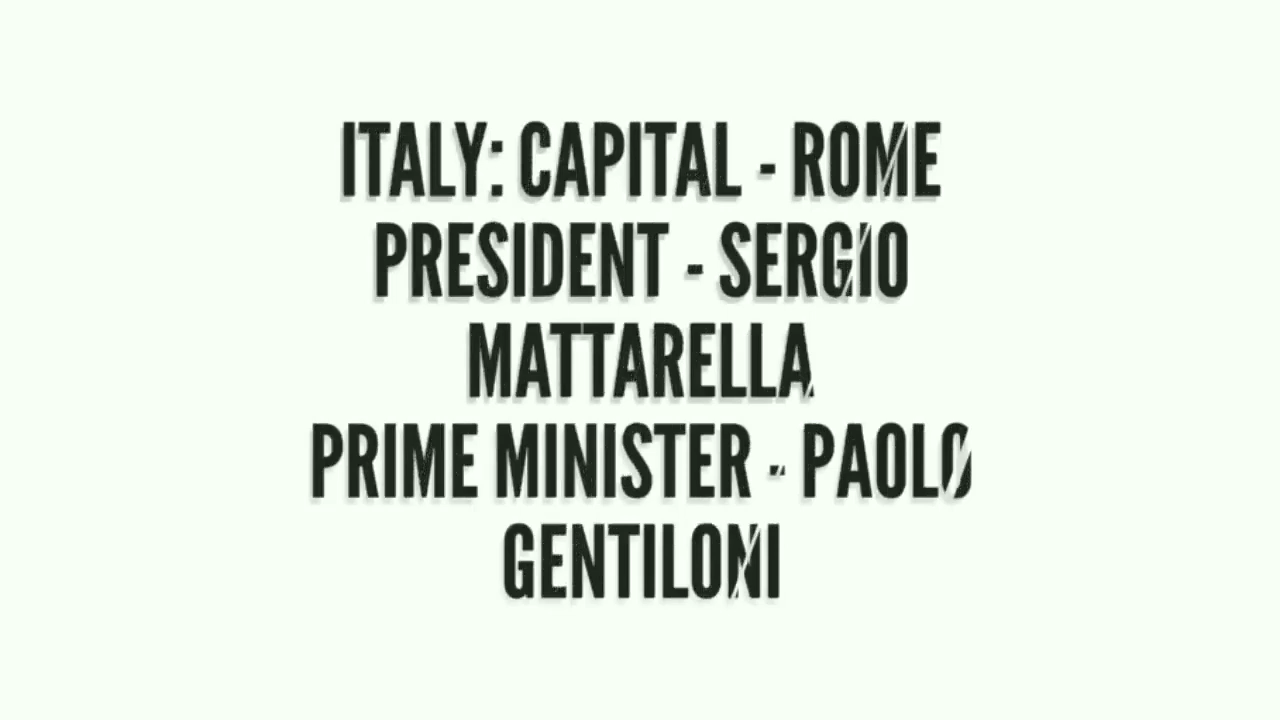 ITALY: CAPITAL - ROME
PRESIDENT - SERGIO
MATTARELLA
PRIME MINISTER - PAOLO
GENTILONI